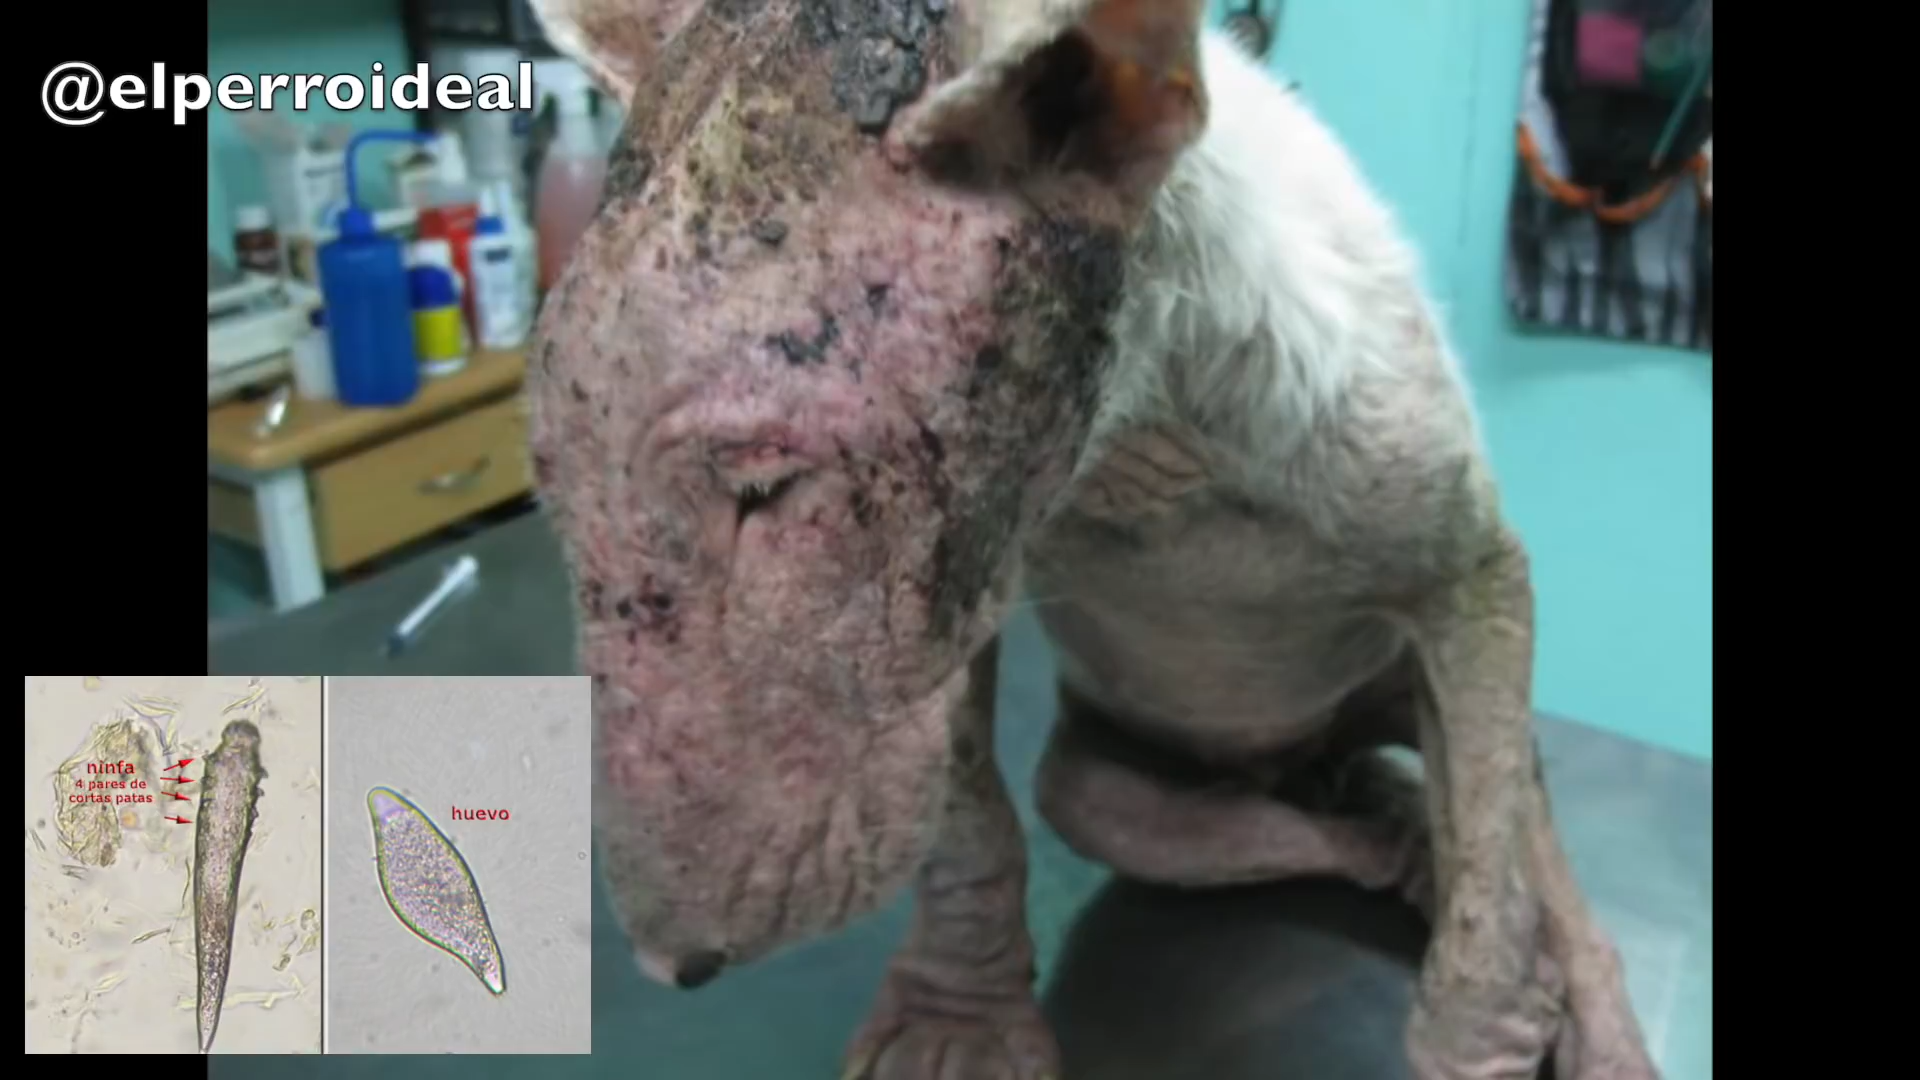 @elperroideal
ninfa
4 pares de
cortas patas
huevo